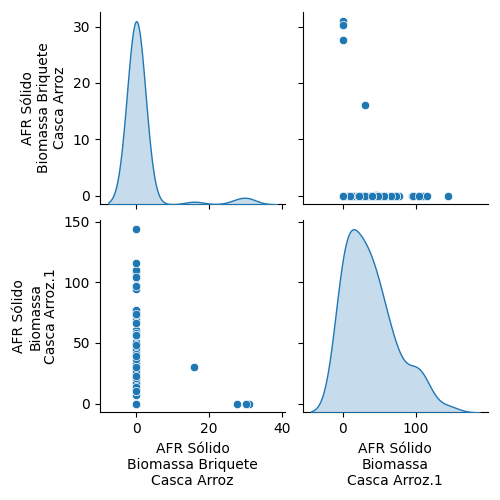 AFR Sólido
Biomassa Briquete
Casca Arroz
30
20
10
0
AFR Sólido
Biomassa
Casca Arroz.1
150
100
50
0
0
20
40
AFR Sólido
Biomassa Briquete
Casca Arroz
0
100
AFR Sólido
Biomassa
Casca Arroz.1